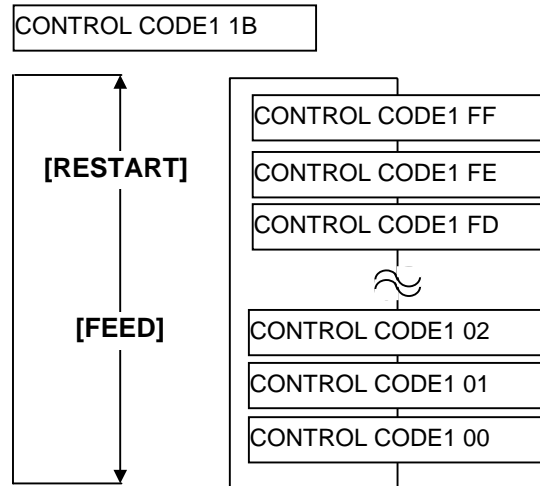 CONTROL CODE1 1B
CONTROL CODE1 FF
[RESTART]
CONTROL CODE1 FE
CONTROL CODE1 FD
[FEED]
CONTROL CODE1 02
CONTROL CODE1 01
CONTROL CODE1 00